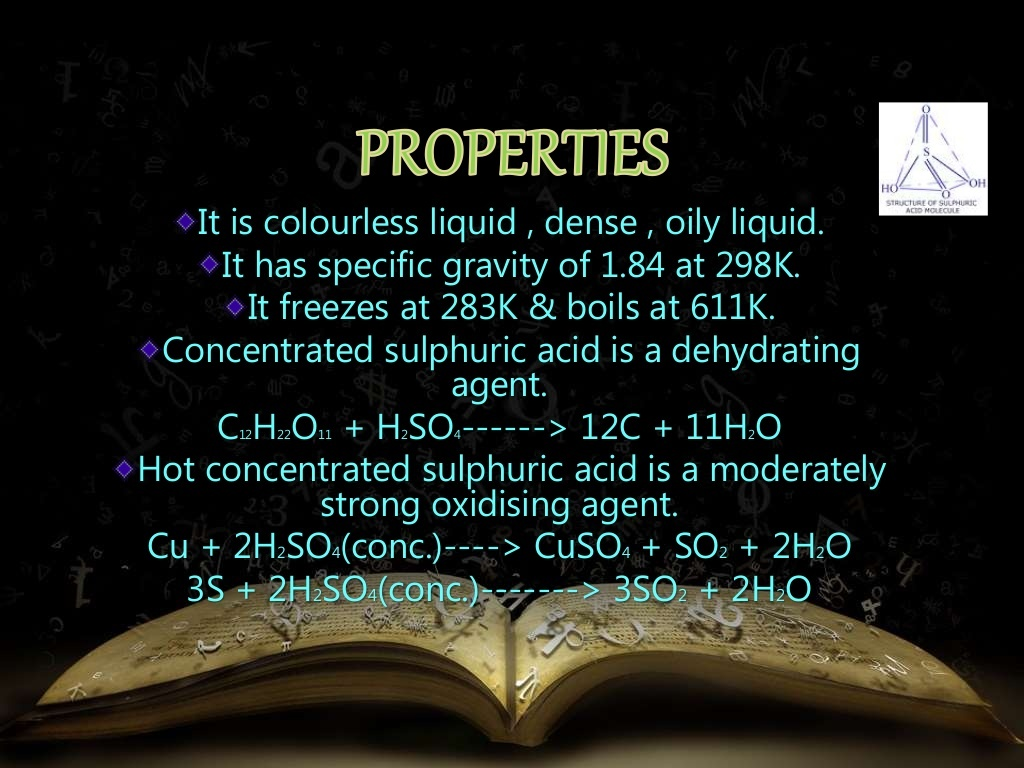 PROPERTIES
It is colourless liquid , dense , oily liquid.
It has specific gravity of 1.84 at 298K.
It freezes at 283K & boils at 611K.
Concentrated sulphuric acid is a dehydrating
agent.
C₁₂H₂₂O₁₁ + H₂SO₄------> 12C + 11H₂O
Hot concentrated sulphuric acid is a moderately
strong oxidising agent.
Cu + 2H₂SO₄(conc.)----> CuSO₄ + SO₂ + 2H₂O
3S + 2H₂SO₄(conc.)-------> 3SO₂ + 2H₂O
O
S
HO
OH
O
STRUCTURE OF SULPHURIC
ACID MOLECULE